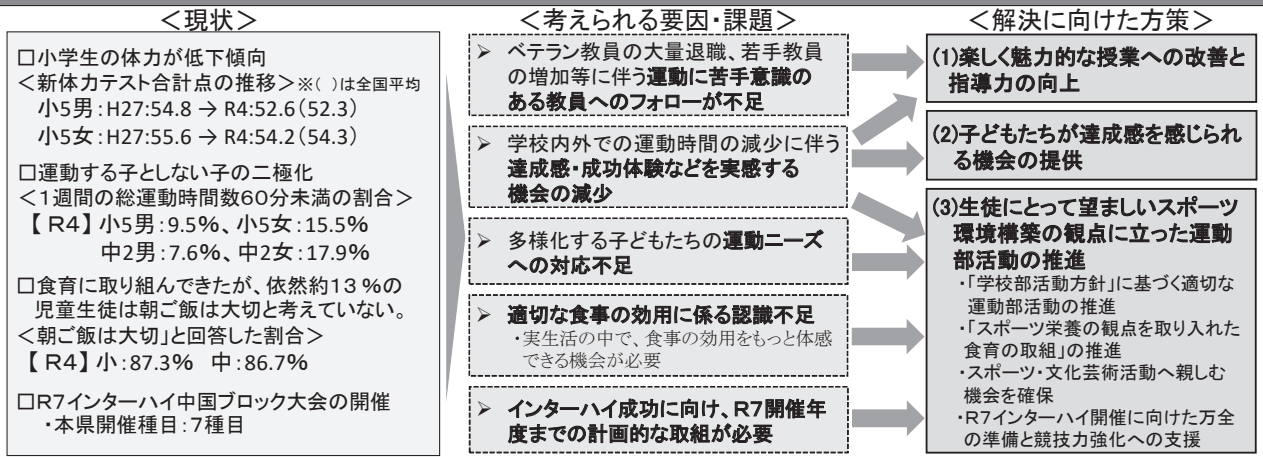 ＜現状＞
□小学生の体力が低下傾向
＜新体力テスト合計点の推移＞※( )は全国平均
小5男：H27:54.8 → R4:52.6(52.3)
小5女：H27:55.6 → R4:54.2(54.3)
□運動する子としない子の二極化
＜1週間の総運動時間数60分未満の割合＞
【 R4】小5男：9.5%、小5女：15.5%
中2男：7.6%、中2女：17.9%
□食育に取り組んできたが、依然約13%の
児童生徒は朝ご飯は大切と考えていない。
＜朝ご飯は大切」と回答した割合＞
【 R4】小：87.3%　中：86.7%
□R7インターハイ中国ブロック大会の開催
・本県開催種目：7種目
＜考えられる要因・課題＞
➢ ベテラン教員の大量退職、若手教員
の増加等に伴う運動に苦手意識の
ある教員へのフォローが不足
➢ 学校内外での運動時間の減少に伴う
達成感・成功体験などを実感する
機会の減少
➢ 多様化する子どもたちの運動ニーズ
への対応不足
➢ 適切な食事の効用に係る認識不足
・実生活の中で、食事の効用をもっと体感
できる機会が必要
➢ インターハイ成功に向け、R7開催年
度までの計画的な取組が必要
＜解決に向けた方策＞
(1)楽しく魅力的な授業への改善と
指導力の向上
(2)子どもたちが達成感を感じられ
る機会の提供
(3)生徒にとって望ましいスポーツ
環境構築の観点に立った運動
部活動の推進
・「学校部活動方針」に基づく適切な
運動部活動の推進
・「スポーツ栄養の観点を取り入れた
食育の取組」の推進
・スポーツ・文化芸術活動へ親しむ
機会を確保
・R7インターハイ開催に向けた万全
の準備と競技力強化への支援